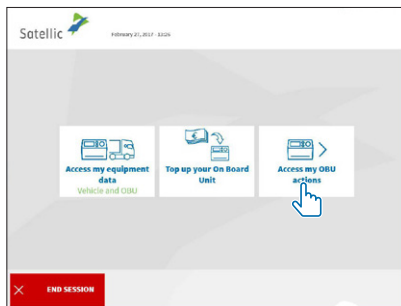 Satellic
February 27, 2017 - 13:26
Access my equipment
data
Vehicle and OBU
Top up your On Board
Unit
Access my OBU
actions
END SESSION